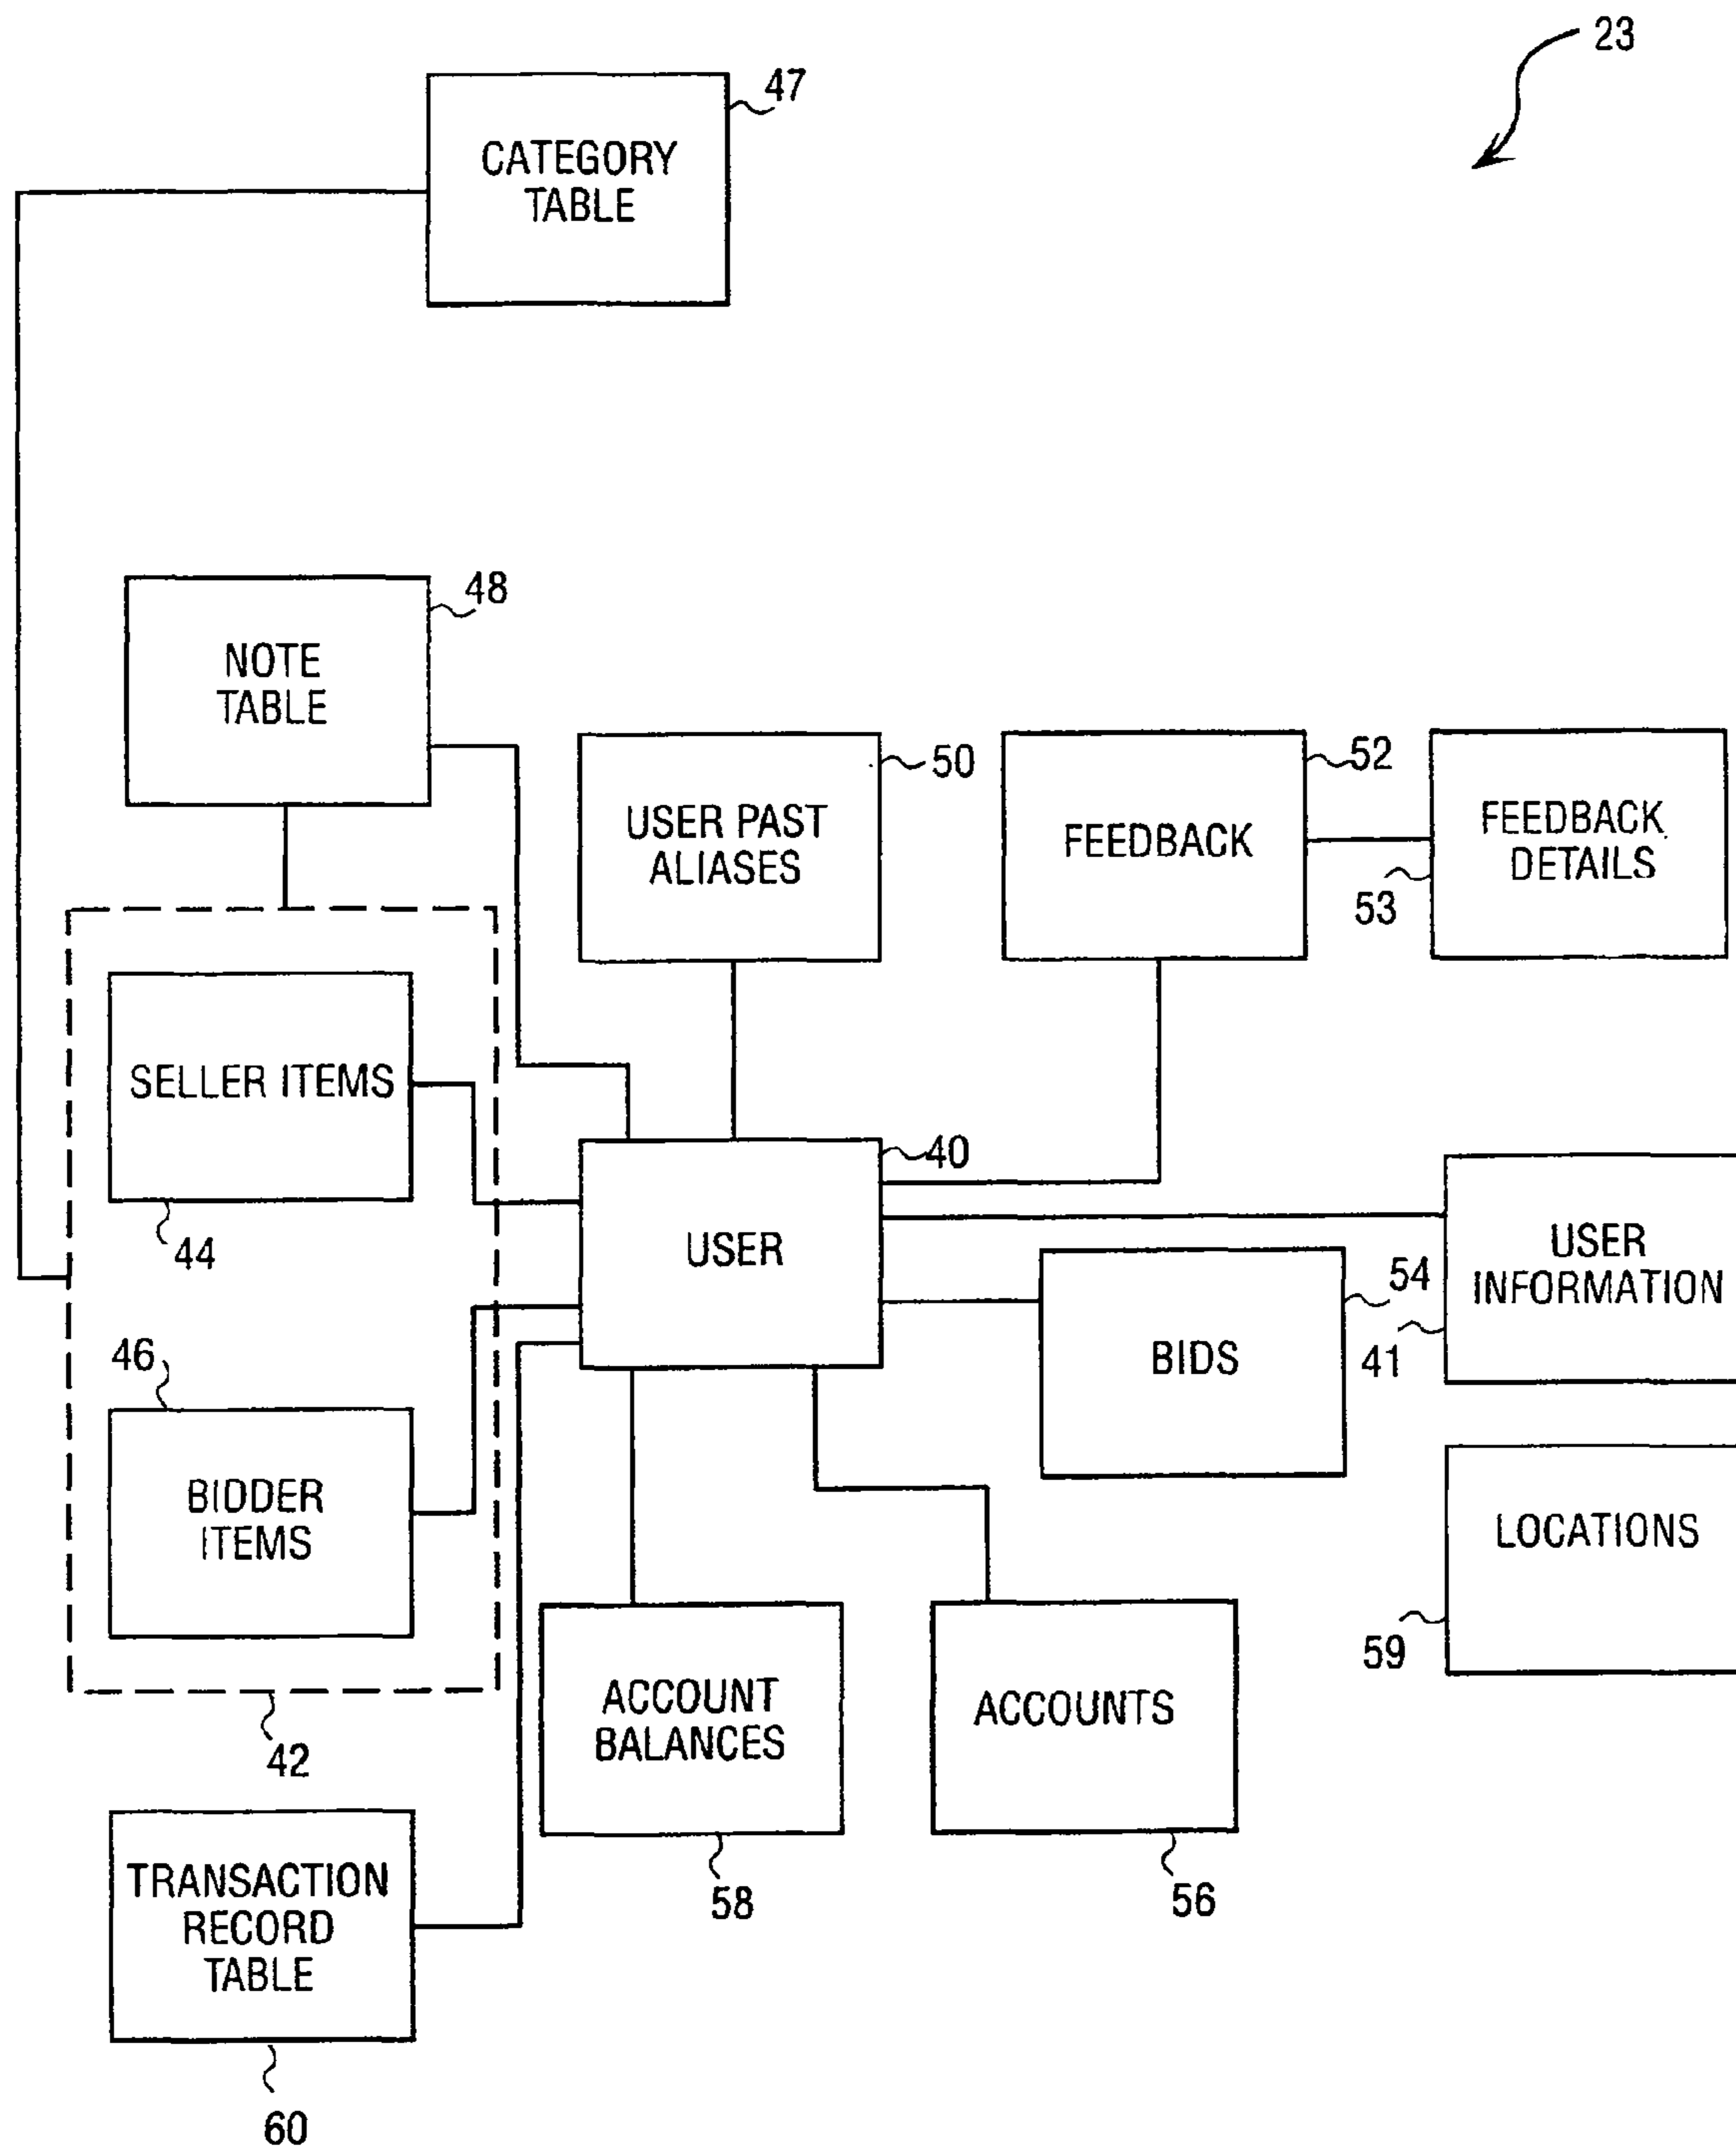 23
47
CATEGORY
TABLE
48
NOTE
TABLE
50
USER PAST
ALIASES
52
FEEDBACK
FEEDBACK
DETAILS
53
SELLER ITEMS
44
40
USER
USER
INFORMATION
41
54
BIDS
46
BIDDER
ITEMS
LOCATIONS
59
42
ACCOUNT
BALANCES
58
ACCOUNTS
56
TRANSACTION
RECORD
TABLE
60